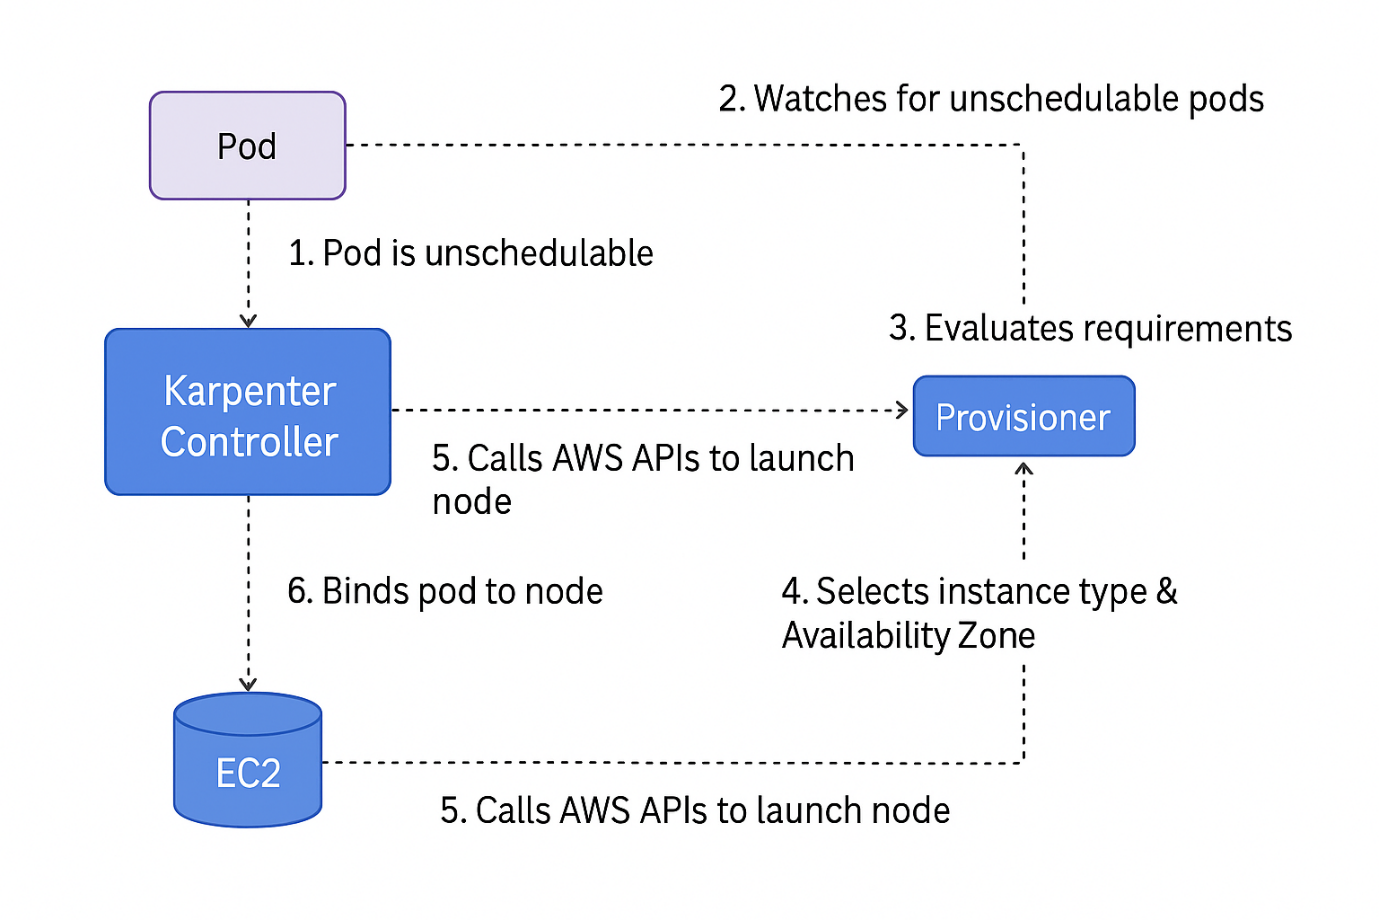 2. Watches for unschedulable pods
Pod
1. Pod is unschedulable
3. Evaluates requirements
Karpenter
Controller
Provisioner
5. Calls AWS APIs to launch
node
6. Binds pod to node
4. Selects instance type &
Availability Zone
EC2
5. Calls AWS APIs to launch node